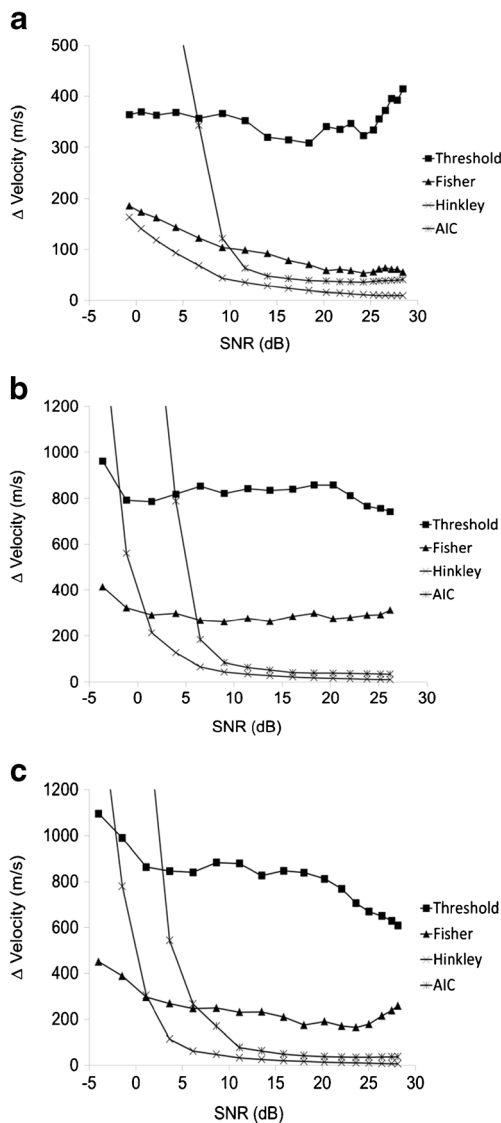 a
500
400
300
200
100
0
Δ Velocity (m/s)
-5 0 5 10 15 20 25 30
SNR (dB)
Threshold
Fisher
Hinkley
AIC
b
1200
1000
800
600
400
200
0
Δ Velocity (m/s)
-5 0 5 10 15 20 25 30
SNR (dB)
Threshold
Fisher
Hinkley
AIC
c
1200
1000
800
600
400
200
0
Δ Velocity (m/s)
-5 0 5 10 15 20 25 30
SNR (dB)
Threshold
Fisher
Hinkley
AIC